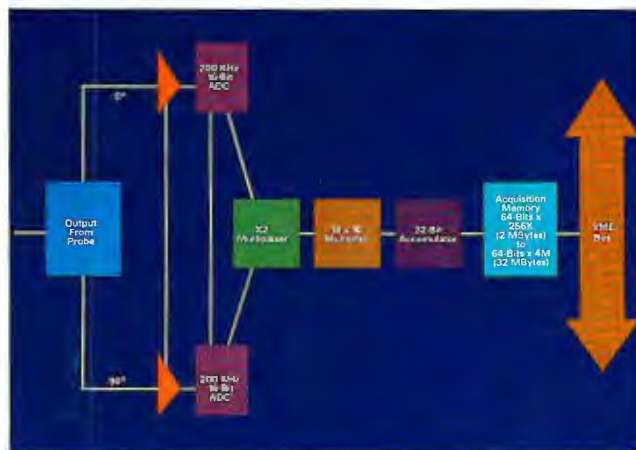 200 KHz
16-Bit
ADC
0°
Output
From
Probe
X2
Multiplexer
16 x 16
Multiplier
32-Bit
Accumulator
Acquisition
Memory
64-Bits x
256K
(2 MBytes)
to
64-Bits x 4M
(32 MBytes)
VME
Bus
90°
200 KHz
16-Bit
ADC